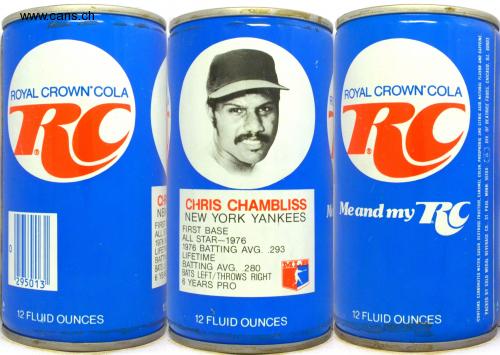 www.cans.ch
ROYAL CROWN COLA
RC
0
295013
12 FLUID OUNCES
CHRIS CHAMBLISS
NEW YORK YANKEES
FIRST BASE
ALL STAR—1976
1976 BATTING AVG. .293
LIFETIME
BATTING AVG. .280
BATS LEFT/THROWS RIGHT
6 YEARS PRO
12 FLUID OUNCES
ROYAL CROWN COLA
RC
Me and my RC
12 FLUID OUNCES